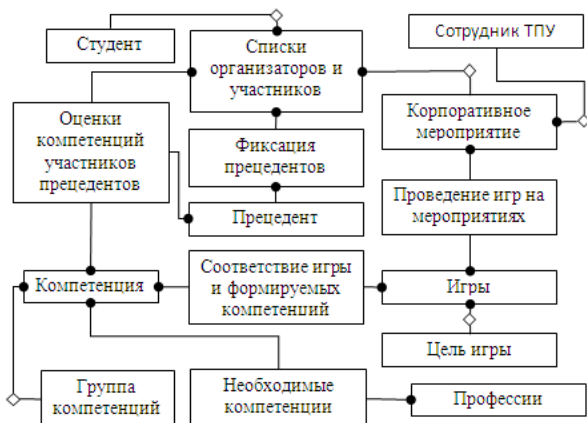 Студент
Списки
организаторов и
участников
Сотрудник ТПУ
Оценки
компетенций
участников
прецедентов
Корпоративное
мероприятие
Фиксация
прецедентов
Прецедент
Проведение игр на
мероприятиях
Компетенция
Соответствие игры
и формируемых
компетенций
Игры
Цель игры
Группа
компетенций
Необходимые
компетенции
Профессии